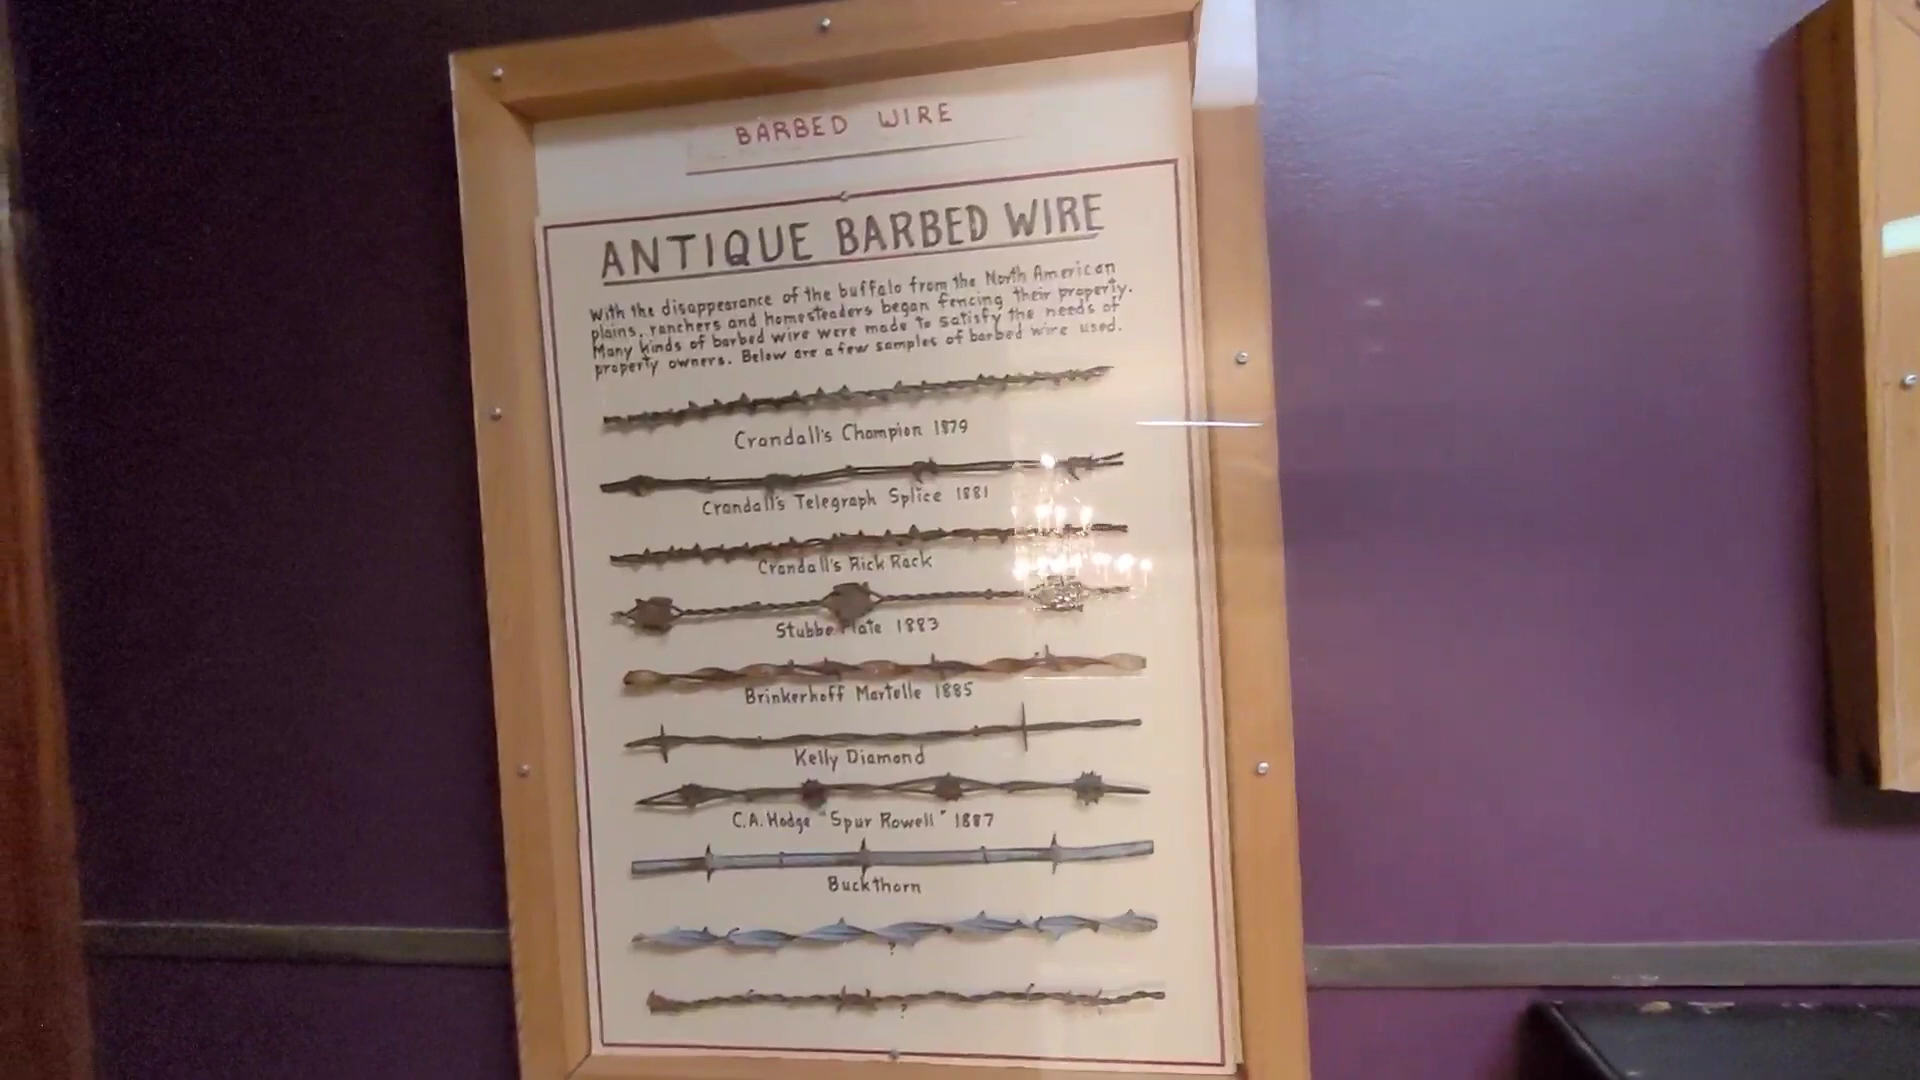 BARBED WIRE
ANTIQUE BARBED WIRE
With the disappearance of the buffalo from the North American
plains, ranchers and homesteaders began fencing their property.
Many kinds of barbed wire were made to satisfy the needs of
property owners. Below are a few samples of barbed wire used.
Crandall's Champion 1879
Crandall's Telegraph Splice 1881
Crandall's Rick Rack
Stubbe Plate 1883
Brinkerhoff Martelle 1885
Kelly Diamond
C.A. Hodge "Spur Rowell" 1887
Buckthorn
?
?